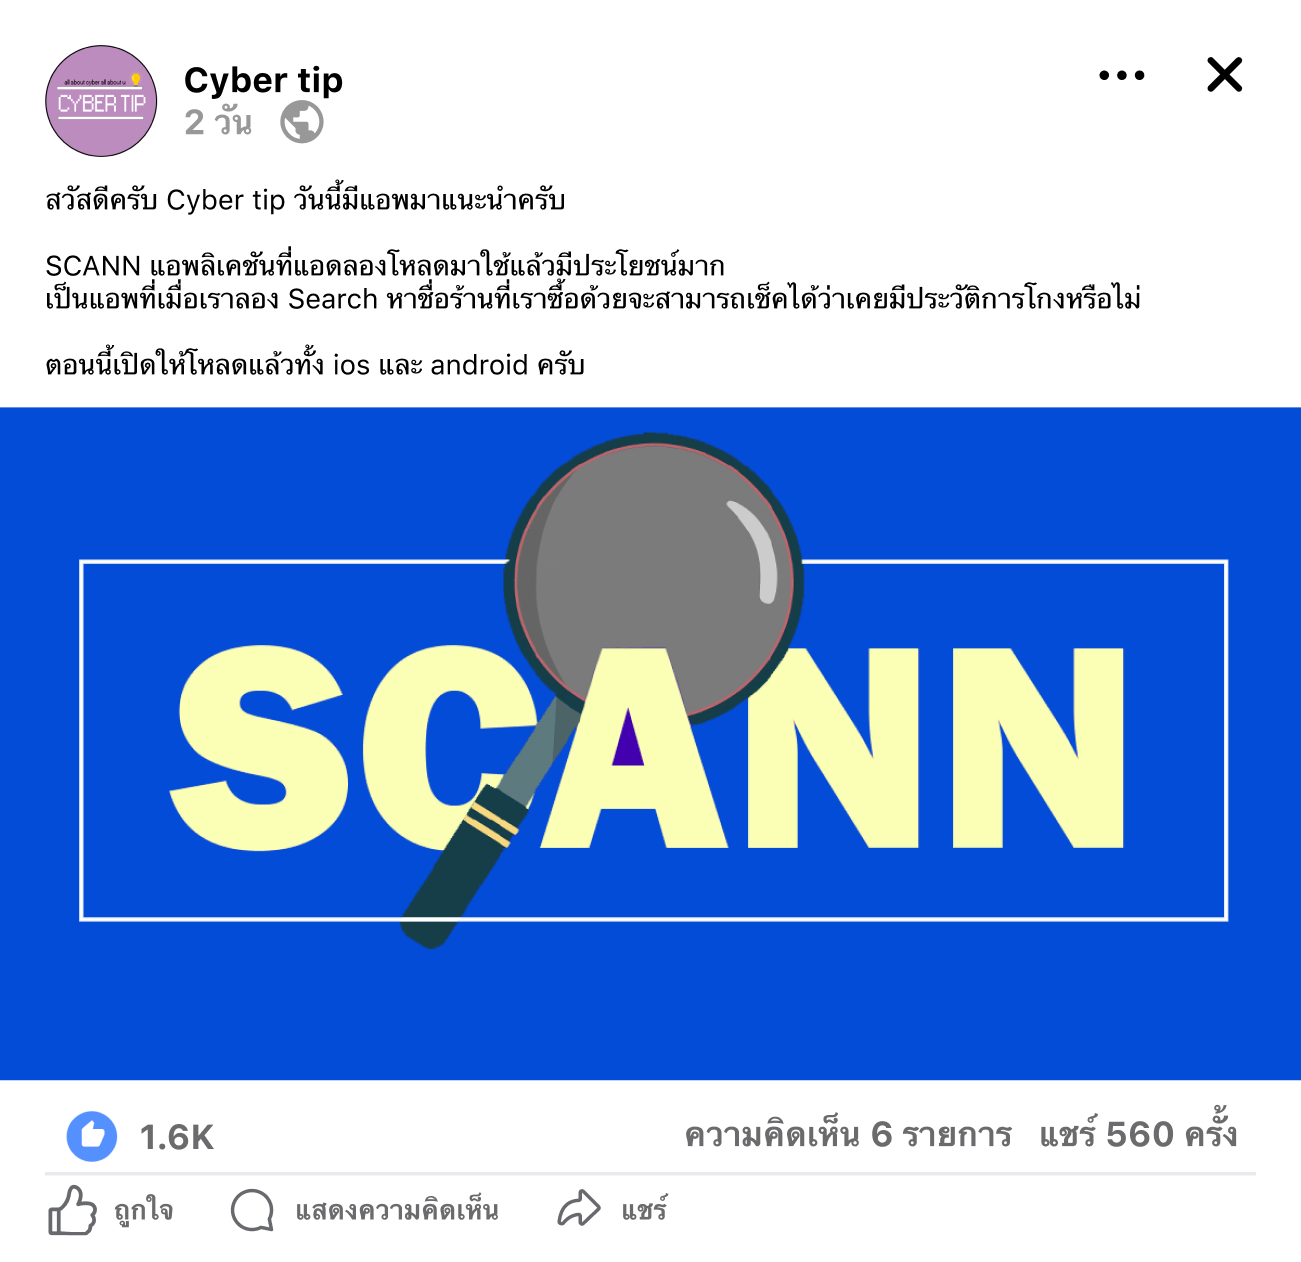 all about cyber all about u
CYBER TIP
Cyber tip
2 วัน
สวัสดีครับ Cyber tip วันนี้มีแอพมาแนะนำครับ
SCANN แอพลิเคชันที่แอดลองโหลดมาใช้แล้วมีประโยชน์มาก
เป็นแอพที่เมื่อเราลอง Search หาชื่อร้านที่เราซื้อด้วยจะสามารถเช็คได้ว่าเคยมีประวัติการโกงหรือไม่
ตอนนี้เปิดให้โหลดแล้วทั้ง ios และ android ครับ
SCANN
1.6K
ความคิดเห็น 6 รายการ แชร์ 560 ครั้ง
ถูกใจ แสดงความคิดเห็น แชร์